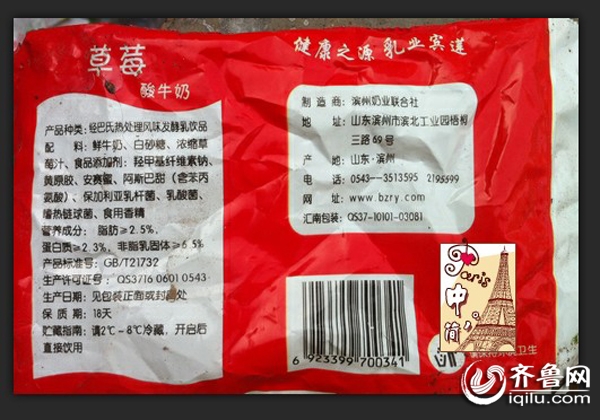 草莓
酸牛奶
产品种类：轻巴氏热处理风味发酵乳饮品
配 料：鲜牛奶、白砂糖、浓缩草
莓汁、食品添加剂：羟甲基纤维素钠、
黄原胶、安赛蜜、阿斯巴甜（含苯丙
氨酸）、保加利亚乳杆菌、乳酸菌、
嗜热链球菌、食用香精
营养成分： 脂肪≥2.5%，
蛋白质≥2.3%，非脂乳固体≥6.5%
产品标准号：GB/T21732
生产许可证号：QS3716 0601 0543
生产日期：见包装正面或封口处
保 质 期：18天
贮藏指南：请2℃－8℃冷藏，开启后
直接饮用
健康之源 乳业宾莲
制 造 商：滨州奶业联合社
地 址：山东滨州市滨北工业园梧桐
三路69号
产 地：山东·滨州
电 话：0543—3513595 2195599
网 址：www.bzry.com
汇南包装：QS37-10101-03081
6 923399 700341
Paris
中
简
齐鲁网
iqilu.com